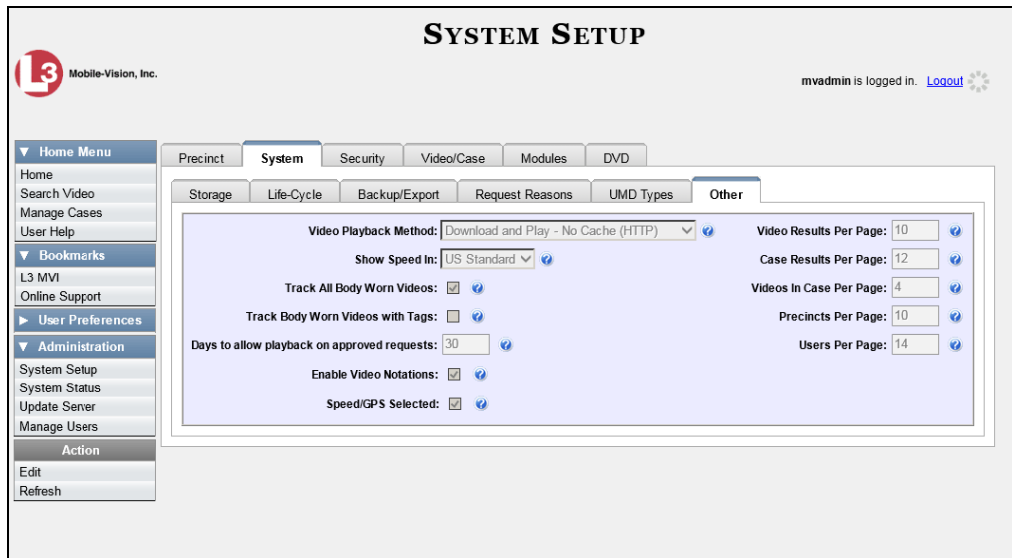 SYSTEM SETUP
L3 Mobile-Vision, Inc.
mvadmin is logged in. Logout
Home Menu
Home
Search Video
Manage Cases
User Help
Bookmarks
L3 MVI
Online Support
User Preferences
Administration
System Setup
System Status
Update Server
Manage Users
Action
Edit
Refresh
Precinct System Security Video/Case Modules DVD
Storage Life-Cycle Backup/Export Request Reasons UMD Types Other
Video Playback Method: Download and Play - No Cache (HTTP)
Show Speed In: US Standard
Track All Body Worn Videos:
Track Body Worn Videos with Tags:
Days to allow playback on approved requests: 30
Enable Video Notations:
Speed/GPS Selected:
Video Results Per Page: 10
Case Results Per Page: 12
Videos In Case Per Page: 4
Precincts Per Page: 10
Users Per Page: 14